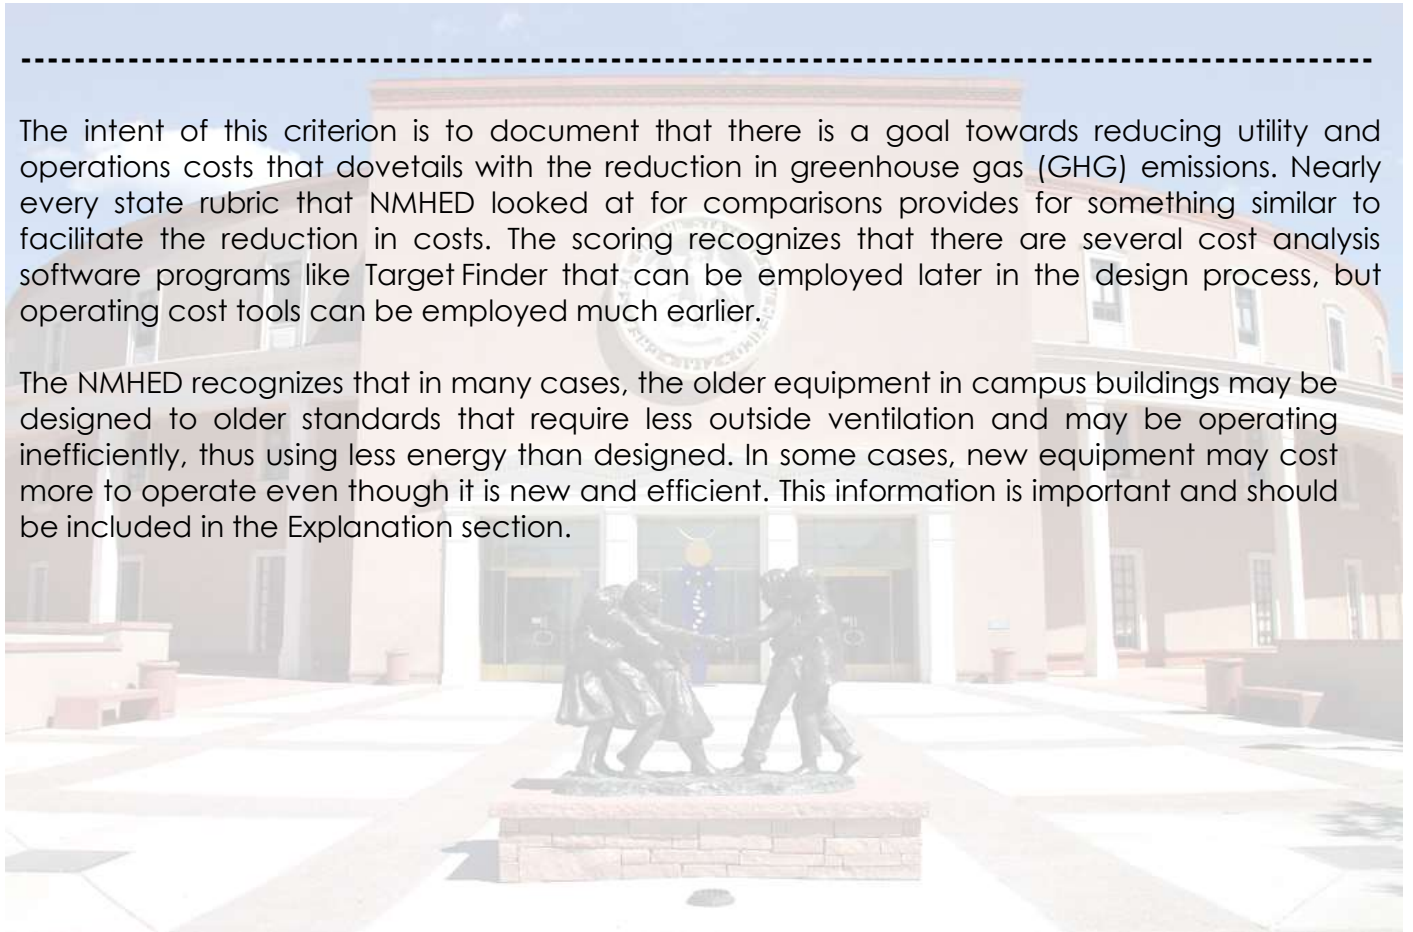 The intent of this criterion is to document that there is a goal towards reducing utility and
operations costs that dovetails with the reduction in greenhouse gas (GHG) emissions. Nearly
every state rubric that NMHED looked at for comparisons provides for something similar to
facilitate the reduction in costs. The scoring recognizes that there are several cost analysis
software programs like Target Finder that can be employed later in the design process, but
operating cost tools can be employed much earlier.
The NMHED recognizes that in many cases, the older equipment in campus buildings may be
designed to older standards that require less outside ventilation and may be operating
inefficiently, thus using less energy than designed. In some cases, new equipment may cost
more to operate even though it is new and efficient. This information is important and should
be included in the Explanation section.